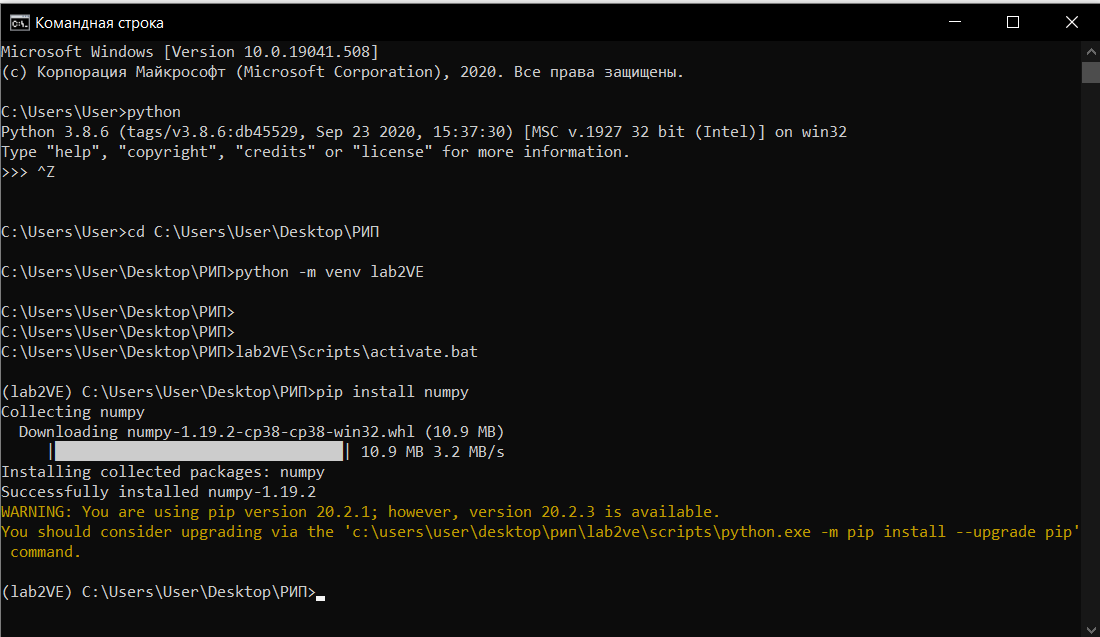 Командная строка
Microsoft Windows [Version 10.0.19041.508]
(c) Корпорация Майкрософт (Microsoft Corporation), 2020. Все права защищены.
C:\Users\User>python
Python 3.8.6 (tags/v3.8.6:db45529, Sep 23 2020, 15:37:30) [MSC v.1927 32 bit (Intel)] on win32
Type "help", "copyright", "credits" or "license" for more information.
>>> ^Z
C:\Users\User>cd C:\Users\User\Desktop\РИП
C:\Users\User\Desktop\РИП>python -m venv lab2VE
C:\Users\User\Desktop\РИП>
C:\Users\User\Desktop\РИП>
C:\Users\User\Desktop\РИП>lab2VE\Scripts\activate.bat
(lab2VE) C:\Users\User\Desktop\РИП>pip install numpy
Collecting numpy
  Downloading numpy-1.19.2-cp38-cp38-win32.whl (10.9 MB)
| | 10.9 MB 3.2 MB/s
Installing collected packages: numpy
Successfully installed numpy-1.19.2
WARNING: You are using pip version 20.2.1; however, version 20.2.3 is available.
You should consider upgrading via the 'c:\users\user\desktop\рип\lab2ve\scripts\python.exe -m pip install --upgrade pip'
 command.
(lab2VE) C:\Users\User\Desktop\РИП>